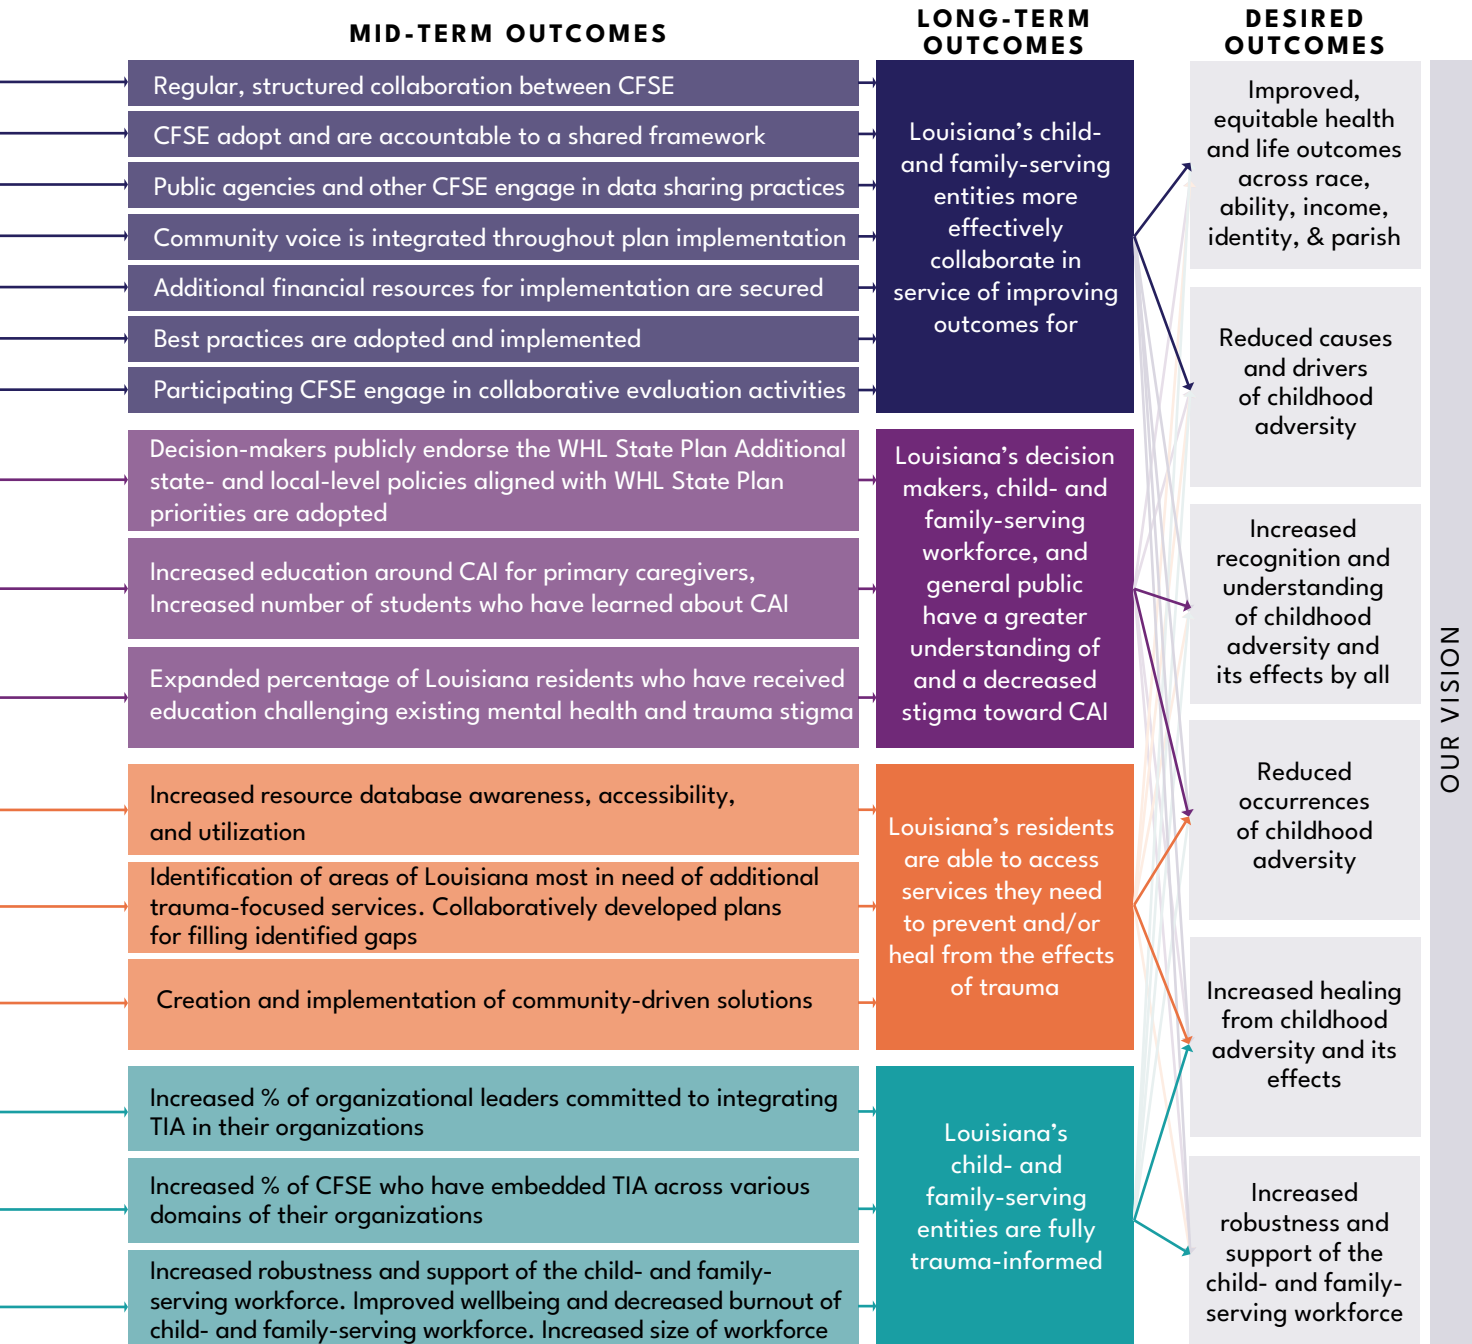 MID-TERM OUTCOMES
LONG-TERM
OUTCOMES
DESIRED
OUTCOMES
Regular, structured collaboration between CFSE
CFSE adopt and are accountable to a shared framework
Public agencies and other CFSE engage in data sharing practices
Community voice is integrated throughout plan implementation
Additional financial resources for implementation are secured
Best practices are adopted and implemented
Participating CFSE engage in collaborative evaluation activities
Decision-makers publicly endorse the WHL State Plan Additional
state- and local-level policies aligned with WHL State Plan
priorities are adopted
Increased education around CAI for primary caregivers,
Increased number of students who have learned about CAI
Expanded percentage of Louisiana residents who have received
education challenging existing mental health and trauma stigma
Increased resource database awareness, accessibility,
and utilization
Identification of areas of Louisiana most in need of additional
trauma-focused services. Collaboratively developed plans
for filling identified gaps
Creation and implementation of community-driven solutions
Increased % of organizational leaders committed to integrating
TIA in their organizations
Increased % of CFSE who have embedded TIA across various
domains of their organizations
Increased robustness and support of the child- and family-
serving workforce. Improved wellbeing and decreased burnout of
child- and family-serving workforce. Increased size of workforce
Louisiana’s child-
and family-serving
entities more
effectively
collaborate in
service of improving
outcomes for
Louisiana’s decision
makers, child- and
family-serving
workforce, and
general public
have a greater
understanding of
and a decreased
stigma toward CAI
Louisiana’s residents
are able to access
services they need
to prevent and/or
heal from the effects
of trauma
Louisiana’s
child- and
family-serving
entities are fully
trauma-informed
Improved,
equitable health
and life outcomes
across race,
ability, income,
identity, & parish
Reduced causes
and drivers
of childhood
adversity
Increased
recognition and
understanding
of childhood
adversity and
its effects by all
Reduced
occurrences
of childhood
adversity
Increased healing
from childhood
adversity and its
effects
Increased
robustness and
support of the
child- and family-
serving workforce
OUR VISION